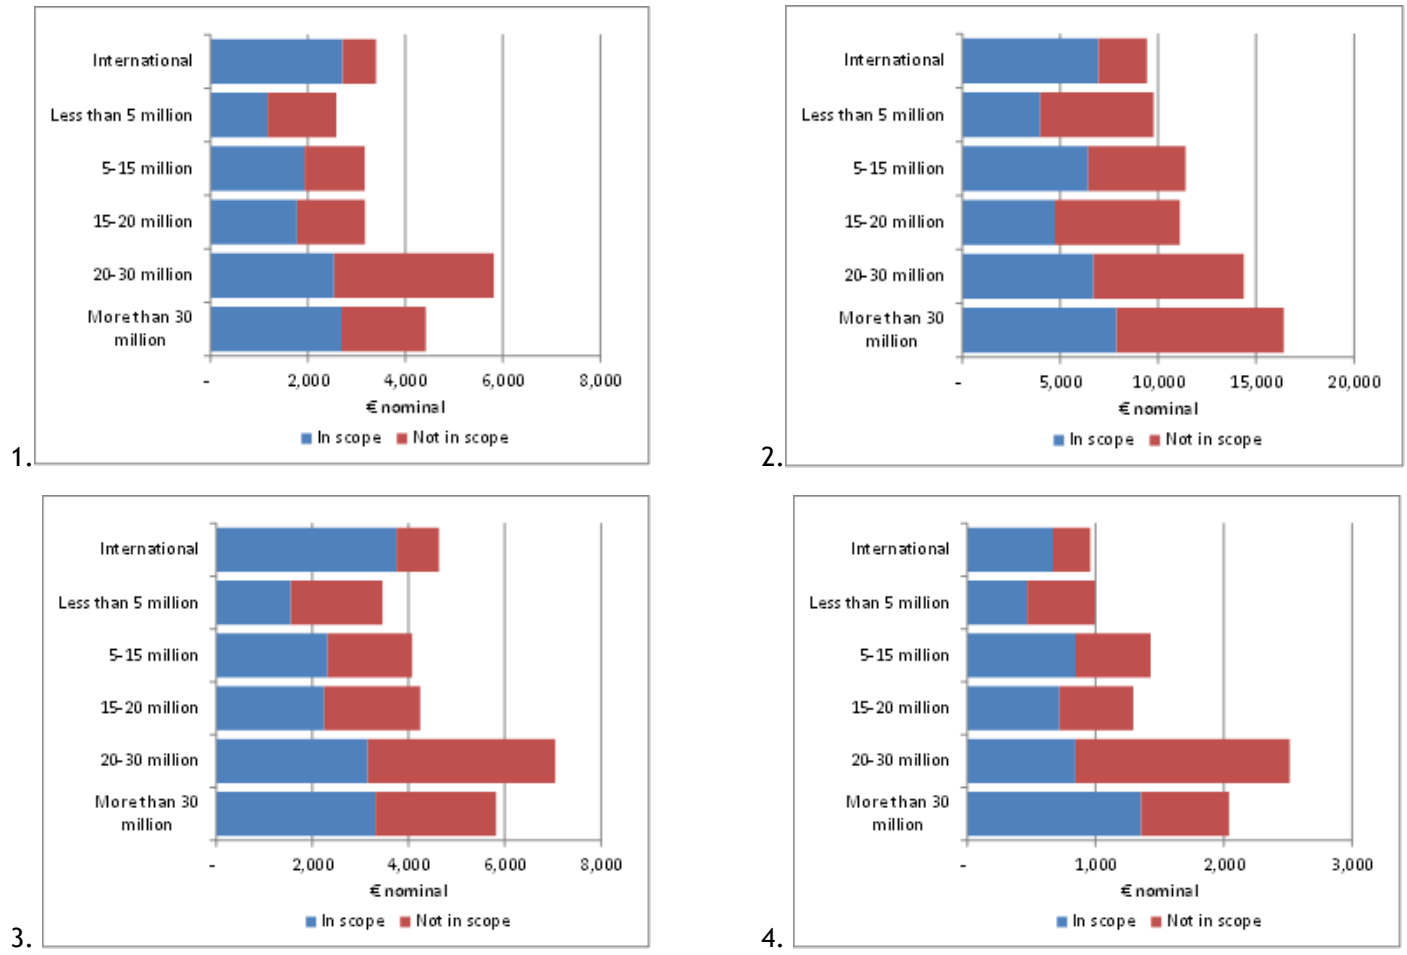 International
Less than 5 million
5-15 million
15-20 million
20-30 million
More than 30
million
- 2,000 4,000 6,000 8,000
€ nominal
In scope Not in scope
1.
International
Less than 5 million
5-15 million
15-20 million
20-30 million
More than 30
million
- 5,000 10,000 15,000 20,000
€ nominal
In scope Not in scope
2.
International
Less than 5 million
5-15 million
15-20 million
20-30 million
More than 30
million
- 2,000 4,000 6,000 8,000
€ nominal
In scope Not in scope
3.
International
Less than 5 million
5-15 million
15-20 million
20-30 million
More than 30
million
- 1,000 2,000 3,000
€ nominal
In scope Not in scope
4.